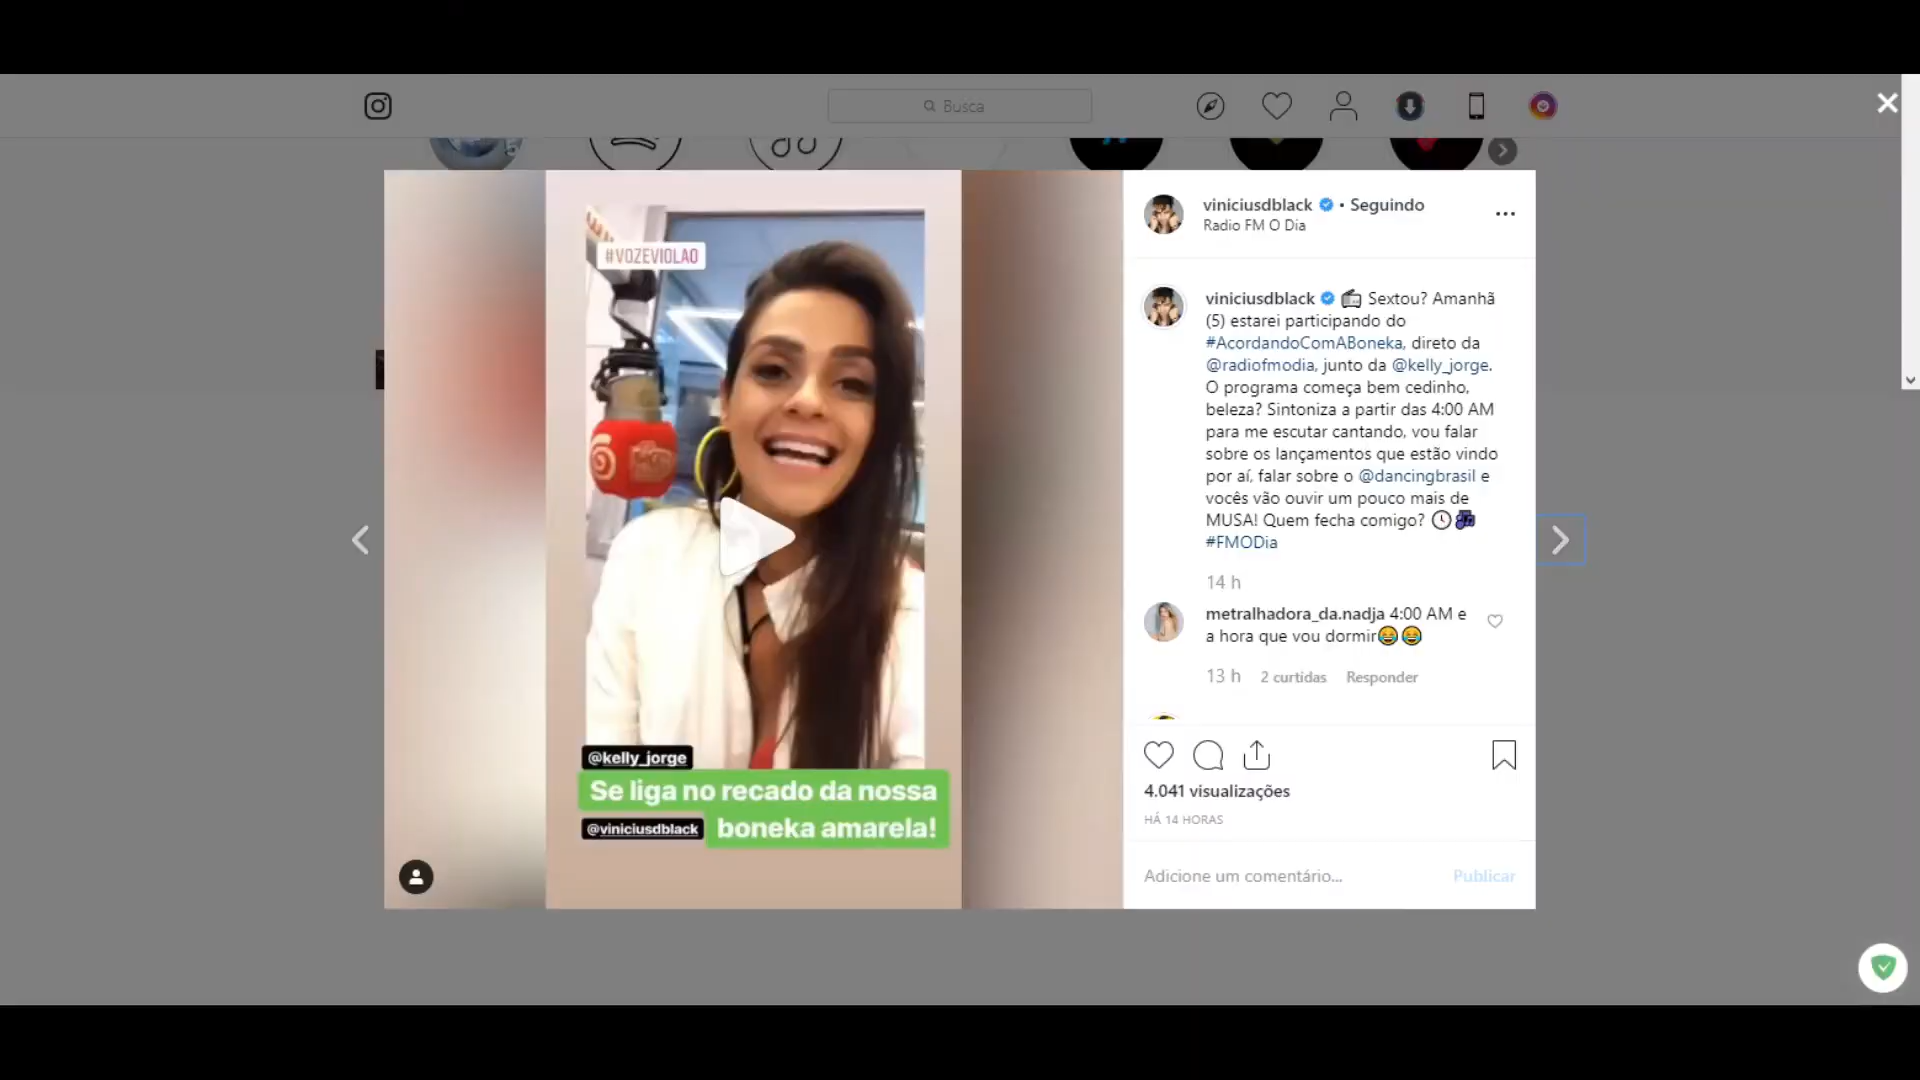 Busca
#VOZEVIOLAO
@kelly_jorge
Se liga no recado da nossa
@viniciusdblack boneka amarela!
viniciusdblack • Seguindo
Radio FM O Dia
viniciusdblack 📻 Sextou? Amanhã
(5) estarei participando do
#AcordandoComABoneka, direto da
@radiofmodia, junto da @kelly_jorge.
O programa começa bem cedinho,
beleza? Sintoniza a partir das 4:00 AM
para me escutar cantando, vou falar
sobre os lançamentos que estão vindo
por aí, falar sobre o @dancingbrasil e
vocês vão ouvir um pouco mais de
MUSA! Quem fecha comigo? 🕓🎶
#FMODia
14 h
metralhadora_da.nadja 4:00 AM e
a hora que vou dormir😂😂
13 h 2 curtidas Responder
4.041 visualizações
HÁ 14 HORAS
Adicione um comentário... Publicar